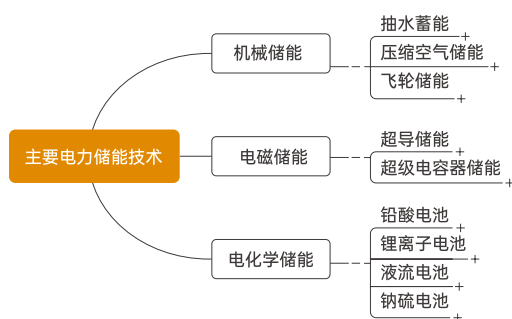 主要电力储能技术
机械储能
抽水蓄能
压缩空气储能
飞轮储能
电磁储能
超导储能
超级电容器储能
电化学储能
铅酸电池
锂离子电池
液流电池
钠硫电池